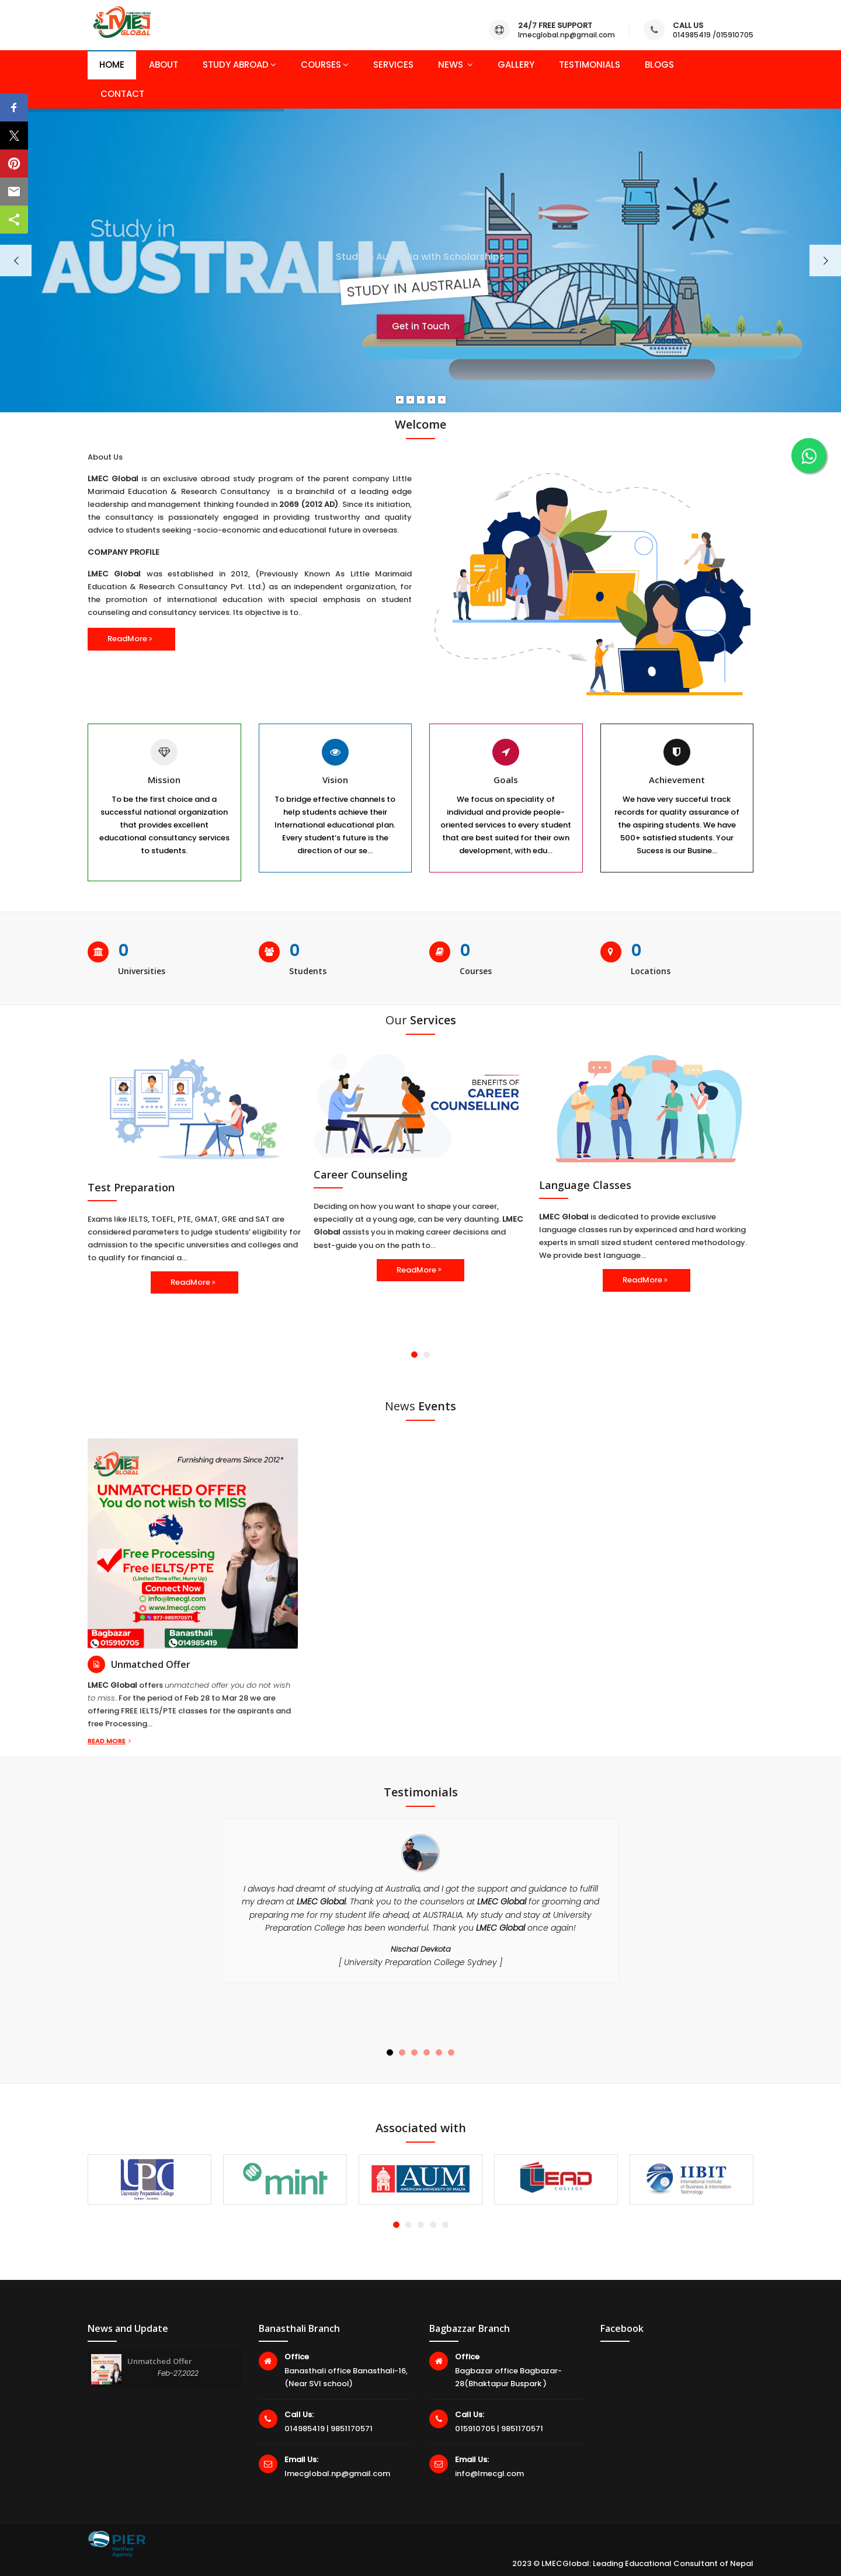 LMEC
GLOBAL
24/7 FREE SUPPORT
lmecglobal.np@gmail.com
CALL US
014985419 /015910705
HOME
ABOUT
STUDY ABROAD
COURSES
SERVICES
NEWS
GALLERY
TESTIMONIALS
BLOGS
CONTACT
Study in
AUSTRALIA
Study in Australia with Scholarships
STUDY IN AUSTRALIA
Get in Touch
Welcome
About Us
LMEC Global is an exclusive abroad study program of the parent company Little
Marimaid Education & Research Consultancy is a brainchild of a leading edge
leadership and management thinking founded in 2069 (2012 AD). Since its initiation,
the consultancy is passionately engaged in providing trustworthy and quality
advice to students seeking -socio-economic and educational future in overseas.
COMPANY PROFILE
LMEC Global was established in 2012, (Previously Known As Little Marimaid
Education & Research Consultancy Pvt. Ltd.) as an independent organization, for
the promotion of international education with special emphasis on student
counseling and consultancy services. Its objective is to..
ReadMore »
Mission
To be the first choice and a
successful national organization
that provides excellent
educational consultancy services
to students.
Vision
To bridge effective channels to
help students achieve their
International educational plan.
Every student's future is the
direction of our se...
Goals
We focus on speciality of
individual and provide people-
oriented services to every student
that are best suited for their own
development, with edu...
Achievement
We have very succeful track
records for quality assurance of
the aspiring students. We have
500+ satisfied students. Your
Sucess is our Busine...
0
Universities
0
Students
0
Courses
0
Locations
Our Services
Test Preparation
Exams like IELTS, TOEFL, PTE, GMAT, GRE and SAT are
considered parameters to judge students' eligibility for
admission to the specific universities and colleges and
to qualify for financial a...
ReadMore »
BENEFITS OF
CAREER
COUNSELLING
Career Counseling
Deciding on how you want to shape your career,
especially at a young age, can be very daunting. LMEC
Global assists you in making career decisions and
best-guide you on the path to...
ReadMore »
Language Classes
LMEC Global is dedicated to provide exclusive
language classes run by experinced and hard working
experts in small sized student centered methodology.
We provide best language...
ReadMore »
News Events
LMEC
GLOBAL
Furnishing dreams Since 2012*
UNMATCHED OFFER
You do not wish to MISS
Free Processing
Free IELTS/PTE
(Limited Time offer, Hurry Up)
Connect Now
info@lmecgl.com
www.lmecgl.com
977-9851170571
Bagbazar
015910705
Banasthali
014985419
Unmatched Offer
LMEC Global offers unmatched offer you do not wish
to miss. For the period of Feb 28 to Mar 28 we are
offering FREE IELTS/PTE classes for the aspirants and
free Processing...
READ MORE
Testimonials
I always had dreamt of studying at Australia, and I got the support and guidance to fulfill
my dream at LMEC Global. Thank you to the counselors at LMEC Global for grooming and
preparing me for my student life ahead, at AUSTRALIA. My study and stay at University
Preparation College has been wonderful. Thank you LMEC Global once again!
Nischal Devkota
[ University Preparation College Sydney ]
Associated with
UPC
University Preparation College
Sydney - Australia
mint
AUM
AMERICAN UNIVERSITY OF MALTA
LEAD
COLLEGE
IIBIT
IIBIT
International Institute
of Business & Information
Technology
News and Update
Unmatched Offer
Feb-27,2022
Banasthali Branch
Office
Banasthali office Banasthali-16,
(Near SVI school)
Call Us:
014985419 | 9851170571
Email Us:
lmecglobal.np@gmail.com
Bagbazzar Branch
Office
Bagbazar office Bagbazar-
28(Bhaktapur Buspark )
Call Us:
015910705 | 9851170571
Email Us:
info@lmecgl.com
Facebook
PIER
Verified
Agency
2023 © LMECGlobal: Leading Educational Consultant of Nepal